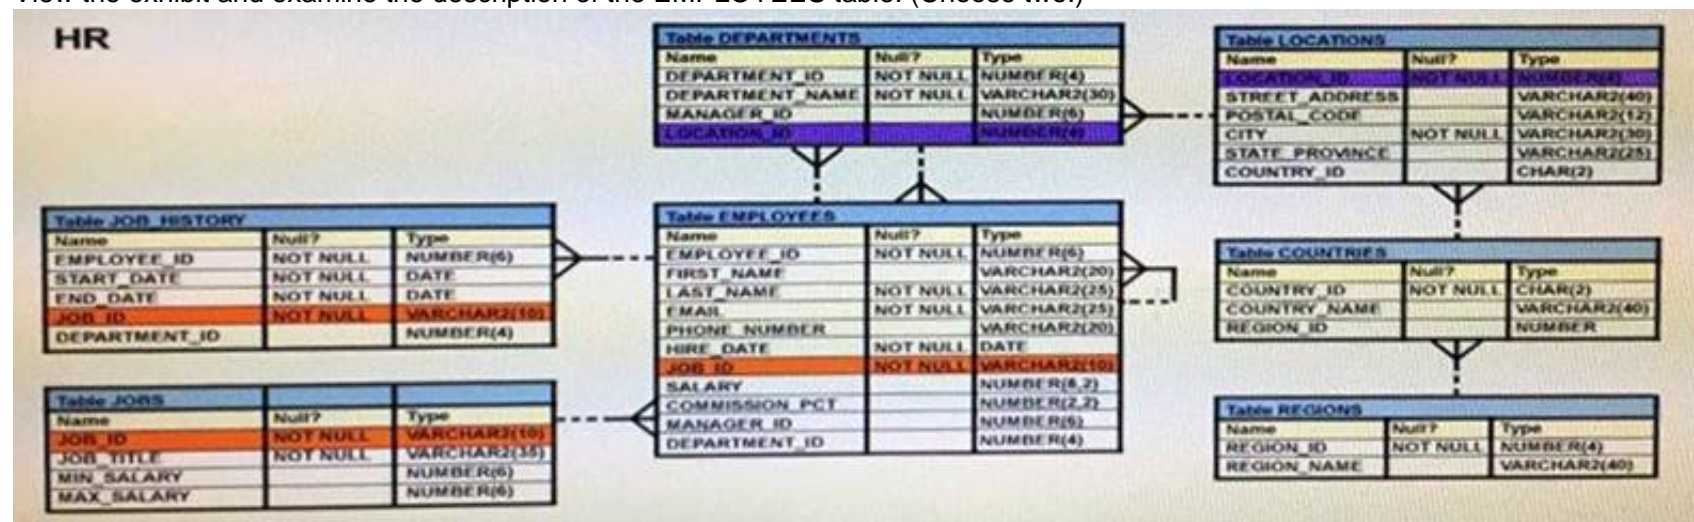 View the exhibit and examine the description of the EMPLOYEES table. (Choose two.)
HR
Table DEPARTMENTS
Name Null? Type
DEPARTMENT_ID NOT NULL NUMBER(4)
DEPARTMENT_NAME NOT NULL VARCHAR2(30)
MANAGER_ID NUMBER(6)
LOCATION_ID NUMBER(4)
Table LOCATIONS
Name Null? Type
LOCATION_ID NOT NULL NUMBER(4)
STREET_ADDRESS VARCHAR2(40)
POSTAL_CODE VARCHAR2(12)
CITY NOT NULL VARCHAR2(30)
STATE_PROVINCE VARCHAR2(25)
COUNTRY_ID CHAR(2)
Table JOB_HISTORY
Name Null? Type
EMPLOYEE_ID NOT NULL NUMBER(6)
START_DATE NOT NULL DATE
END_DATE NOT NULL DATE
JOB_ID NOT NULL VARCHAR2(10)
DEPARTMENT_ID NUMBER(4)
Table EMPLOYEES
Name Null? Type
EMPLOYEE_ID NOT NULL NUMBER(6)
FIRST_NAME VARCHAR2(20)
LAST_NAME NOT NULL VARCHAR2(25)
EMAIL NOT NULL VARCHAR2(25)
PHONE_NUMBER VARCHAR2(20)
HIRE_DATE NOT NULL DATE
JOB_ID NOT NULL VARCHAR2(10)
SALARY NUMBER(8,2)
COMMISSION_PCT NUMBER(2,2)
MANAGER_ID NUMBER(6)
DEPARTMENT_ID NUMBER(4)
Table COUNTRIES
Name Null? Type
COUNTRY_ID NOT NULL CHAR(2)
COUNTRY_NAME VARCHAR2(40)
REGION_ID NUMBER
Table JOBS
Name Null? Type
JOB_ID NOT NULL VARCHAR2(10)
JOB_TITLE NOT NULL VARCHAR2(35)
MIN_SALARY NUMBER(6)
MAX_SALARY NUMBER(6)
Table REGIONS
Name Null? Type
REGION_ID NOT NULL NUMBER(4)
REGION_NAME VARCHAR2(40)